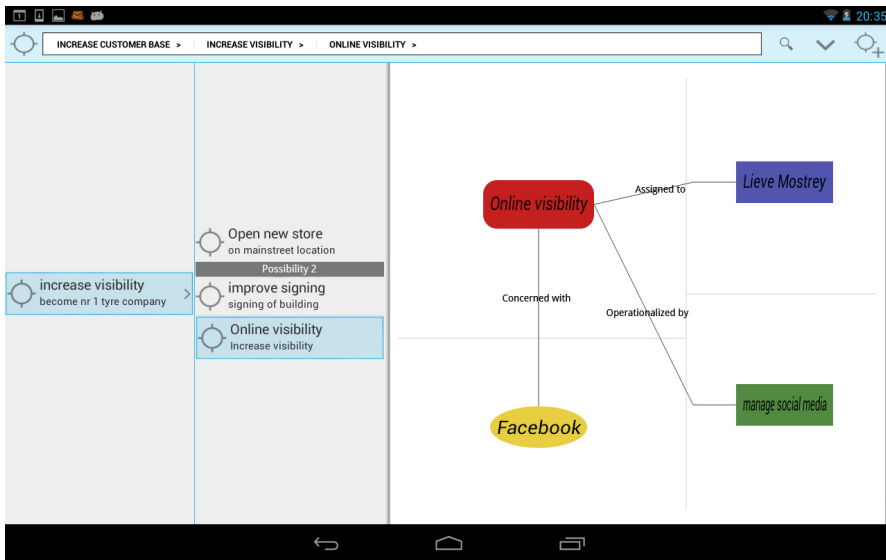 20:35
INCREASE CUSTOMER BASE > INCREASE VISIBILITY > ONLINE VISIBILITY >
increase visibility
become nr 1 tyre company
Open new store
on mainstreet location
Possibility 2
improve signing
signing of building
Online visibility
Increase visibility
Online visibility
Assigned to
Lieve Mostrey
Concerned with
Operationalized by
manage social media
Facebook